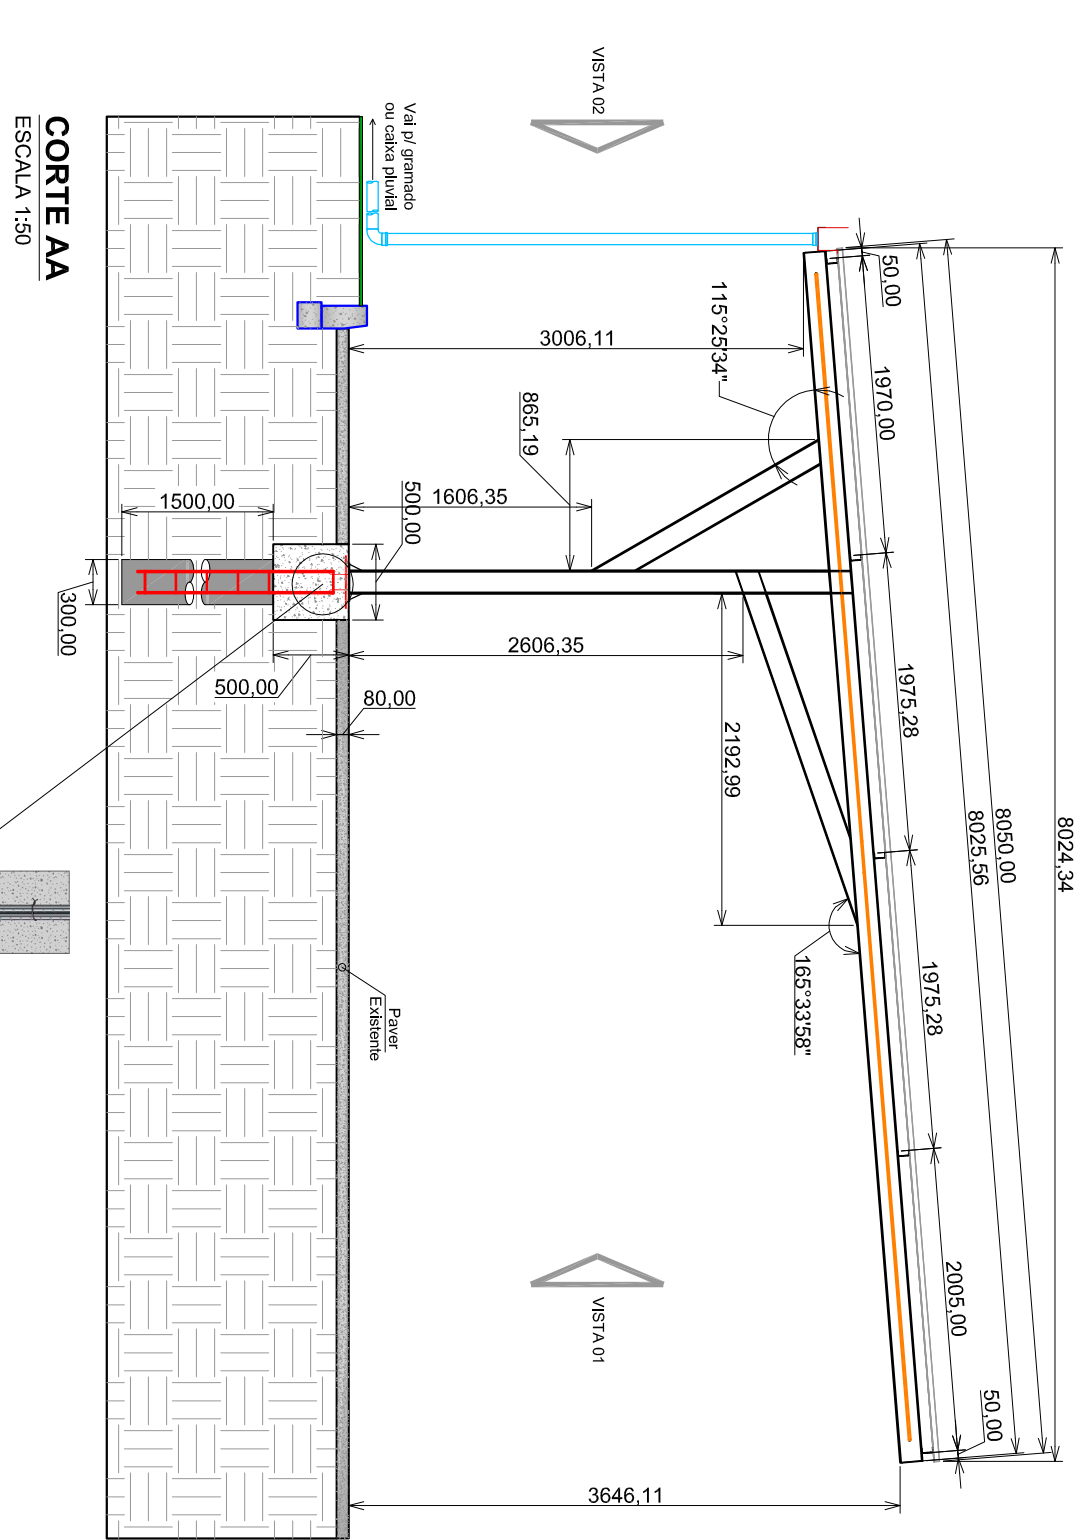 8024,34
8050,00
8025,56
50,00
1970,00
1975,28
1975,28
2005,00
50,00
VISTA 02
Vai p/ gramado
ou caixa pluvial
3006,11
115°25'34"
865,19
1606,35
500,00
2606,35
2192,99
165°33'58"
3646,11
VISTA 01
1500,00
300,00
500,00
80,00
Paver
Existente
CORTE AA
ESCALA 1:50